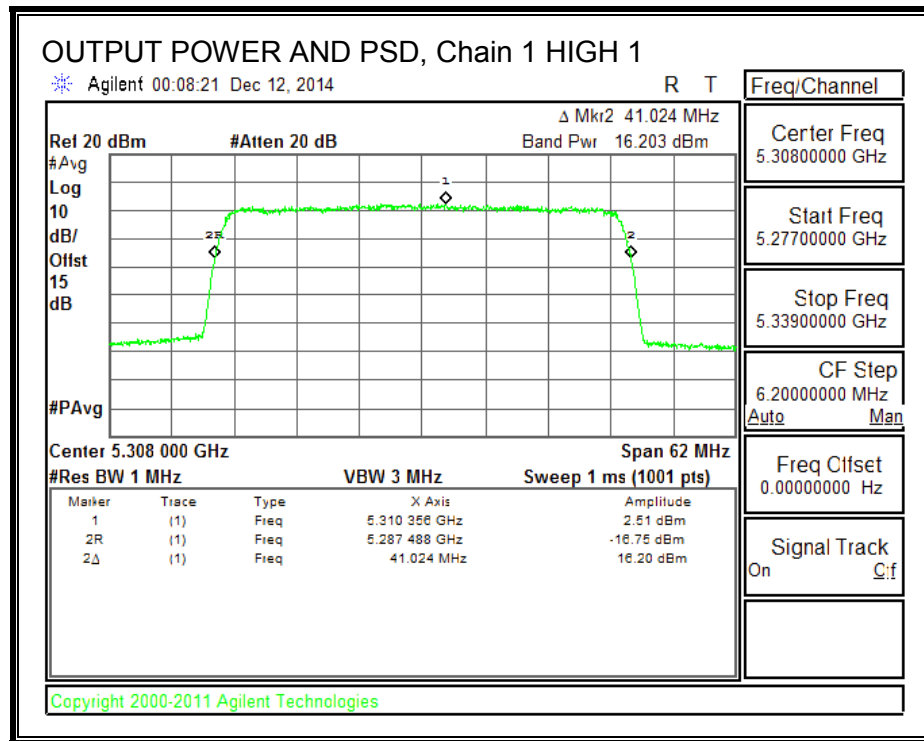 OUTPUT POWER AND PSD, Chain 1 HIGH 1
Agilent 00:08:21 Dec 12, 2014 R T
Δ Mkr2 41.024 MHz
Ref 20 dBm #Atten 20 dB Band Pwr 16.203 dBm
#Avg
Log
10
dB/
Offst
15
dB
#PAvg
1
2R
2
Center 5.308 000 GHz Span 62 MHz
#Res BW 1 MHz VBW 3 MHz Sweep 1 ms (1001 pts)
Marker Trace Type X Axis Amplitude
1 (1) Freq 5.310 356 GHz 2.51 dBm
2R (1) Freq 5.287 488 GHz -16.75 dBm
2Δ (1) Freq 41.024 MHz 16.20 dBm
Copyright 2000-2011 Agilent Technologies
Freq/Channel
Center Freq
5.30800000 GHz
Start Freq
5.27700000 GHz
Stop Freq
5.33900000 GHz
CF Step
6.20000000 MHz
Auto Man
Freq Offset
0.00000000 Hz
Signal Track
On Off